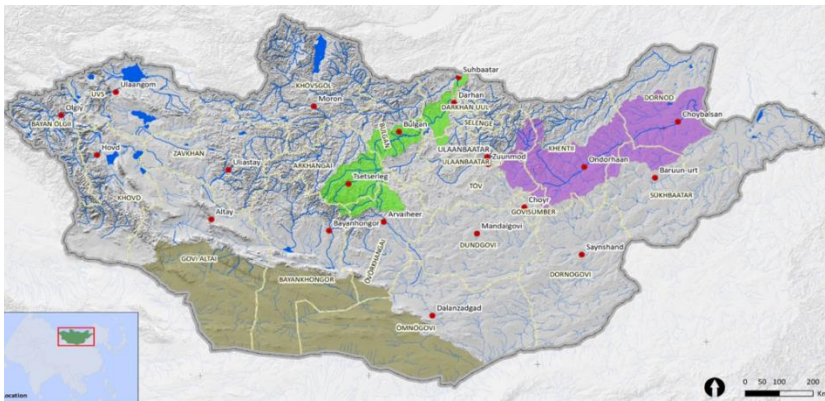 Suhbaatar
Ulaangom
UVS
KHOVSGOL
Olgiy
BAYAN OLGII
Moron
Darhan
DARKHAN UUL
SELENGE
DORNOD
Choybalsan
Bulgan
BULGAN
Hovd
ZAVKHAN
Uliastay
ARKHANGAI
ULAANBAATAR
ULAANBAATAR
Zuunmod
KHENTII
Ondorhaan
Tsetserleg
TOV
Baruun-urt
SUKHBAATAR
KHOVD
Altay
Arvaiheer
Bayanhongor
Choyr
GOVISUMBER
Mandalgovi
DUNDGOVI
OVORKHANGAI
Saynshand
GOVI ALTAI
BAYANKHONGOR
DORNOGOVI
Dalanzadgad
OMNOGOVI
ocation
0 50 100 200
Km